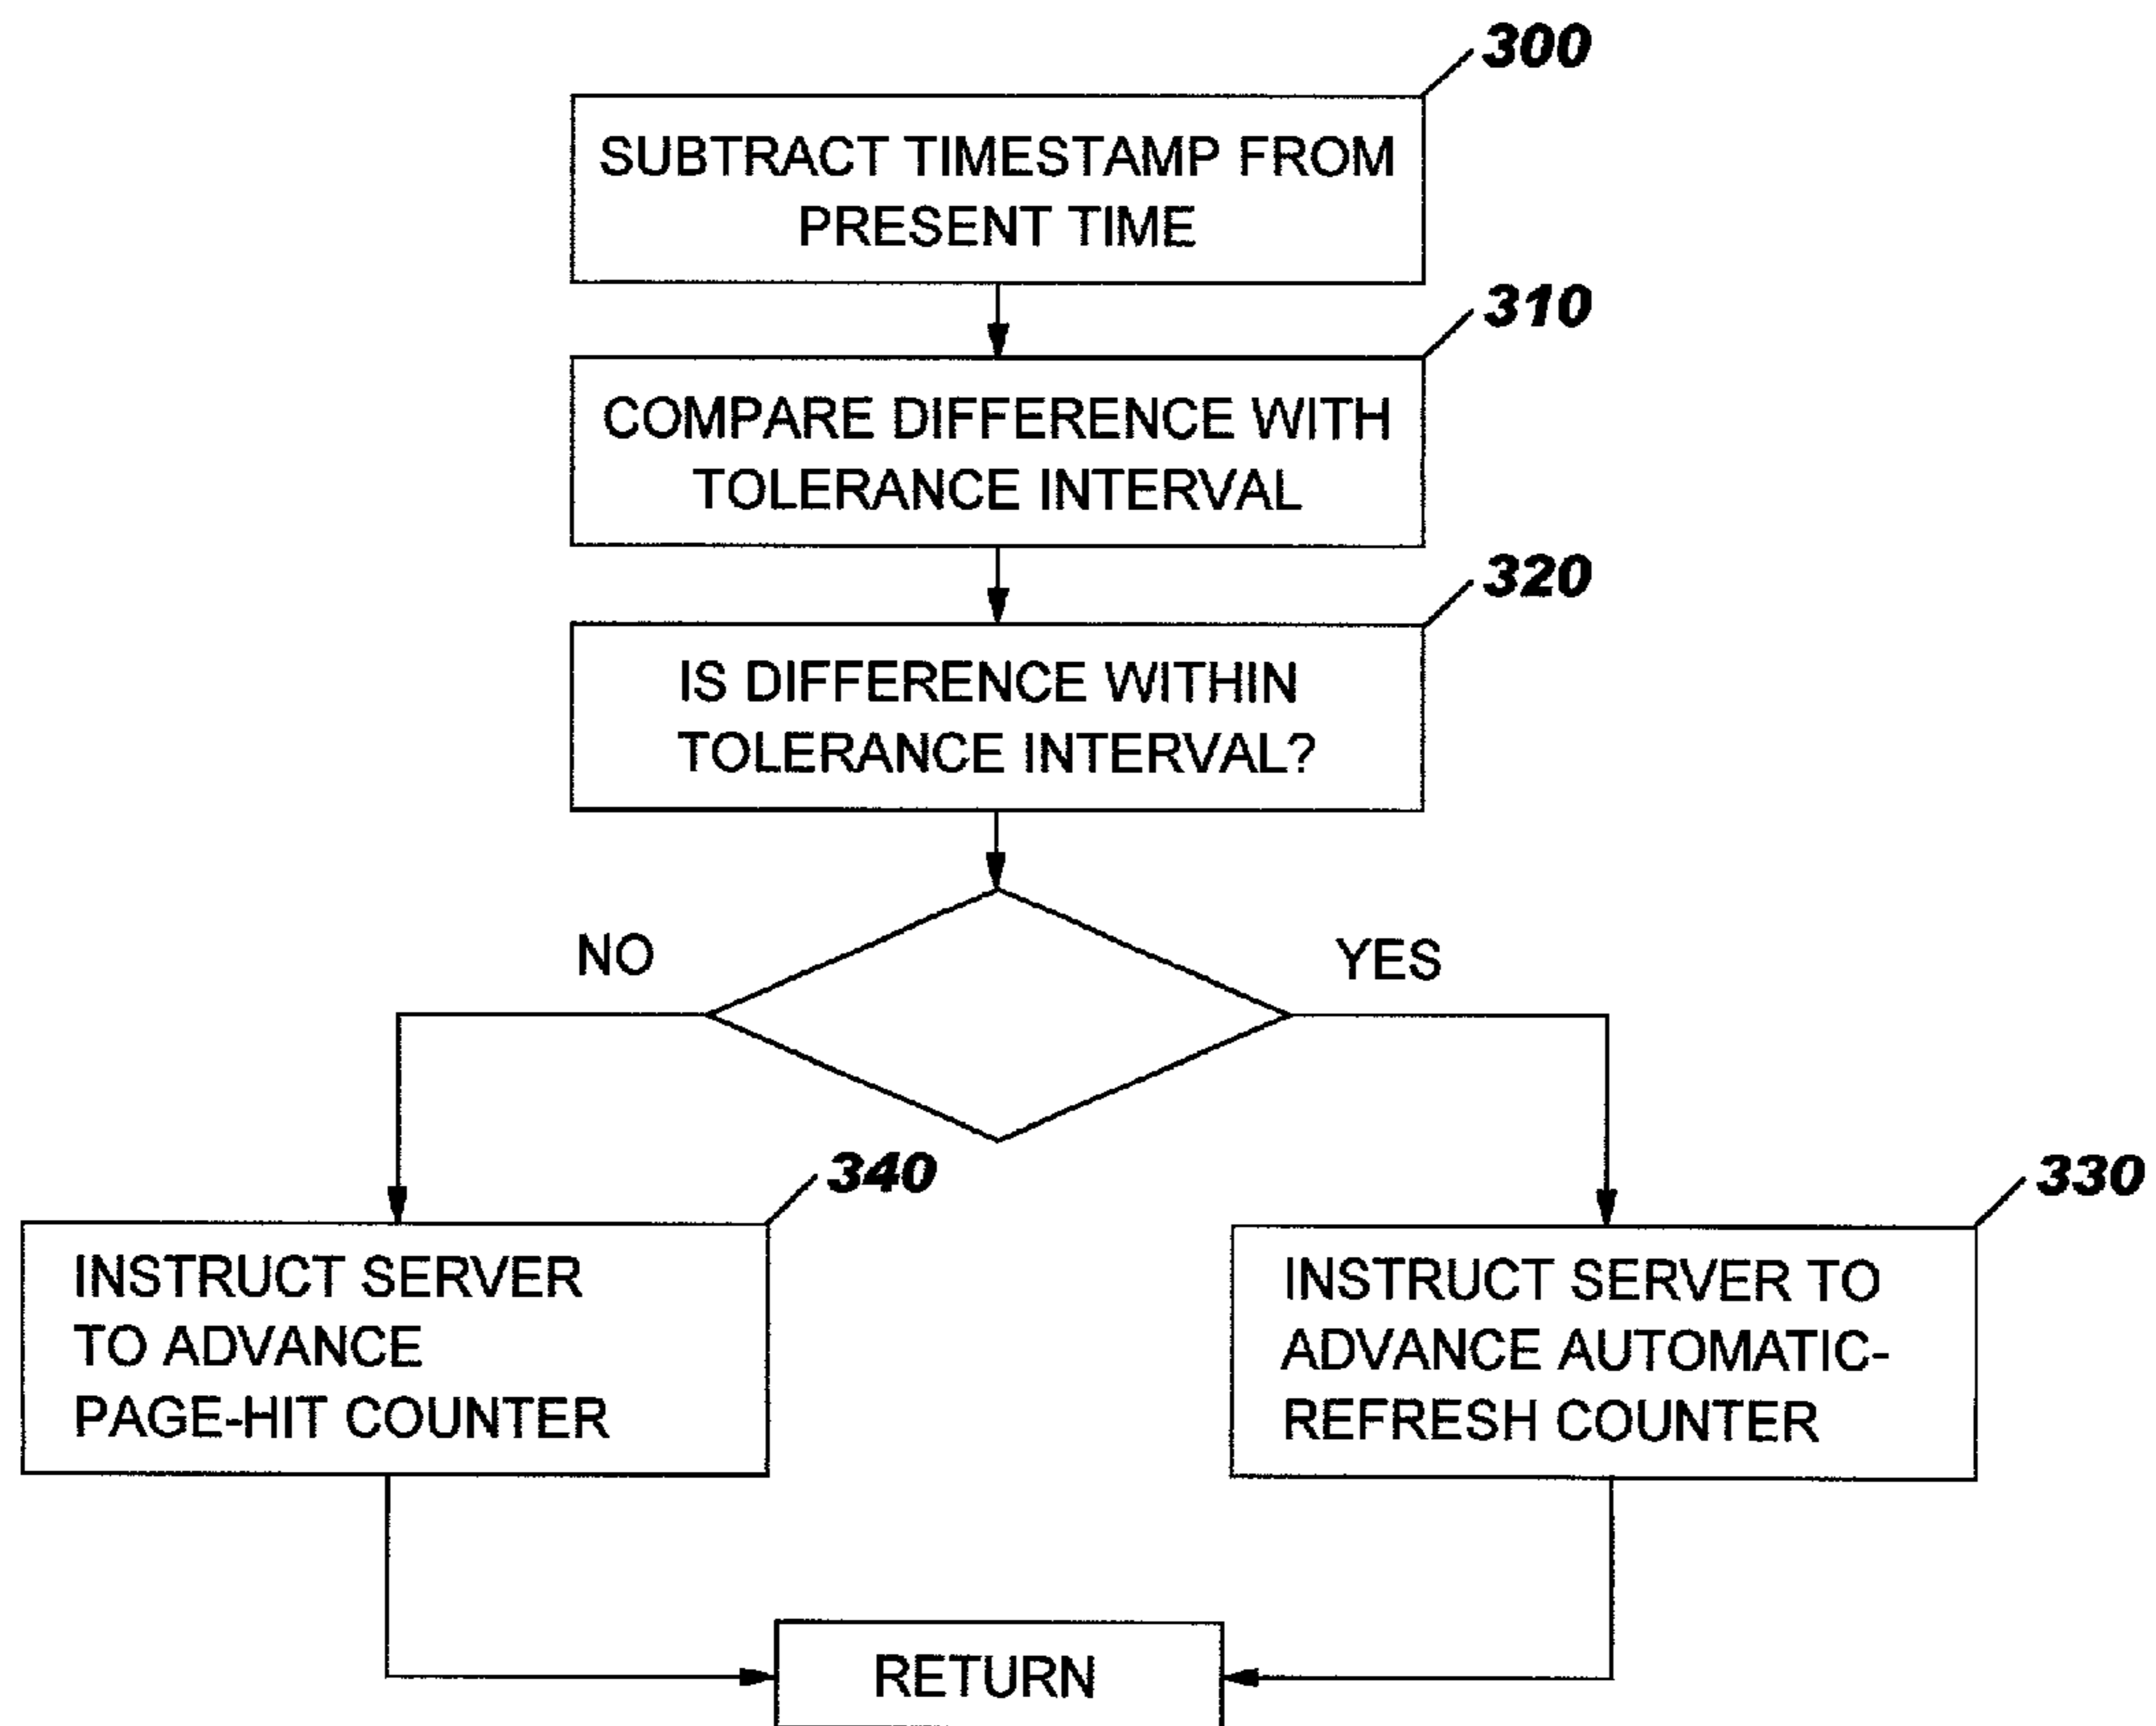 300
SUBTRACT TIMESTAMP FROM
PRESENT TIME
310
COMPARE DIFFERENCE WITH
TOLERANCE INTERVAL
320
IS DIFFERENCE WITHIN
TOLERANCE INTERVAL?
NO
YES
340
INSTRUCT SERVER
TO ADVANCE
PAGE-HIT COUNTER
330
INSTRUCT SERVER TO
ADVANCE AUTOMATIC-
REFRESH COUNTER
RETURN